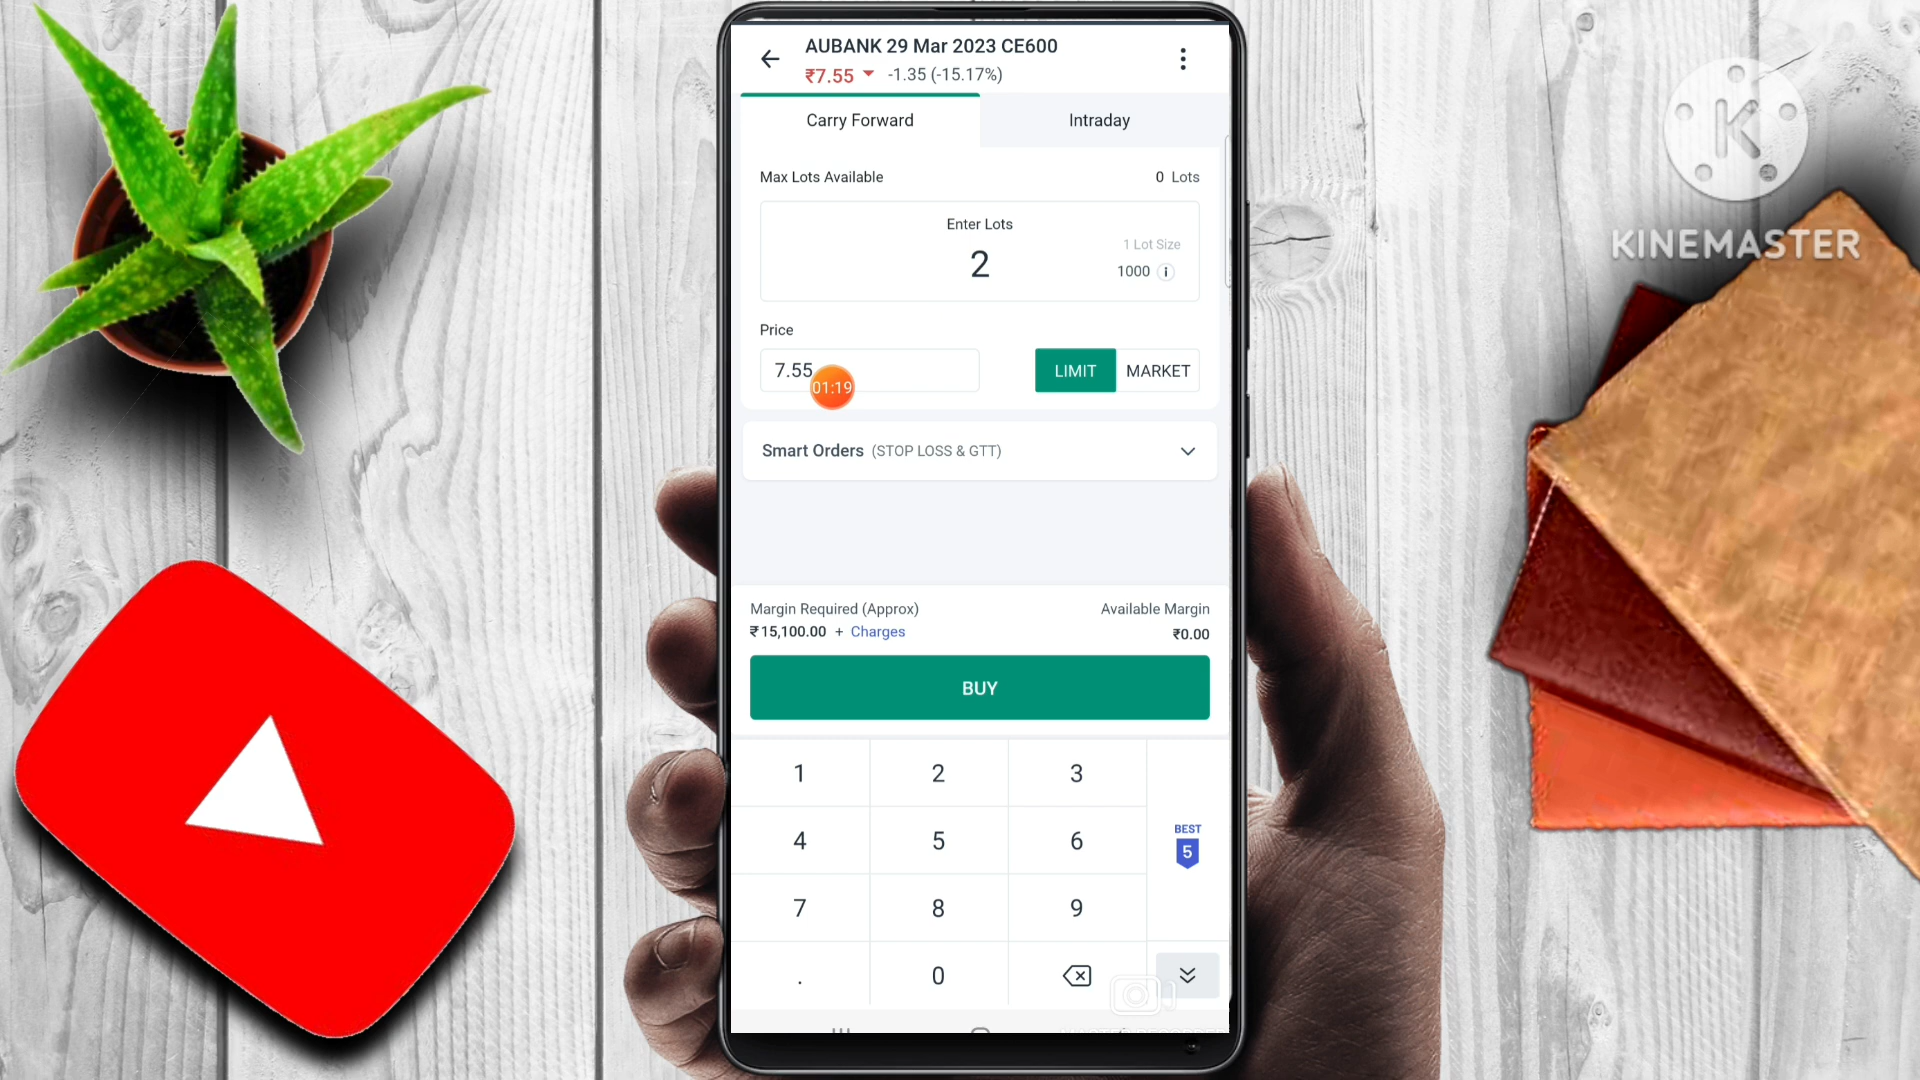 AUBANK 29 Mar 2023 CE600
₹7.55 -1.35 (-15.17%)
Carry Forward Intraday
Max Lots Available 0 Lots
Enter Lots
1 Lot Size
2
1000
Price
7.55
01:19
LIMIT MARKET
Smart Orders (STOP LOSS & GTT)
Margin Required (Approx) Available Margin
₹15,100.00 + Charges ₹0.00
BUY
1 2 3
BEST
5
4 5 6
7 8 9
. 0
K
KINEMASTER